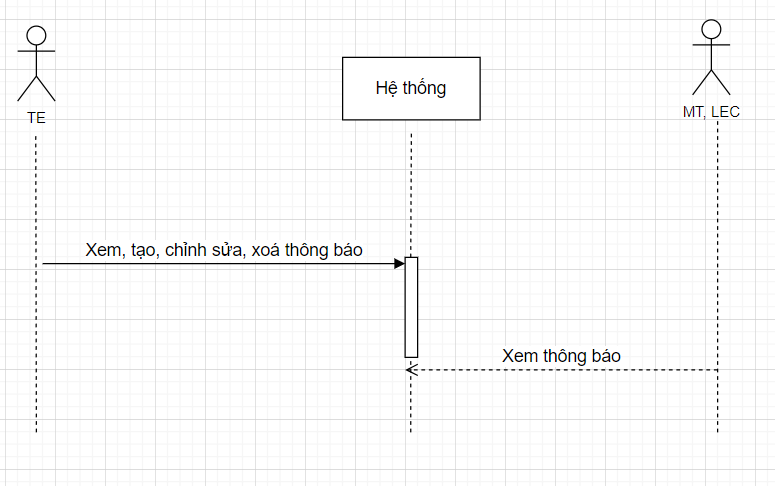 Hệ thống
MT, LEC
TE
Xem, tạo, chỉnh sửa, xoá thông báo
Xem thông báo